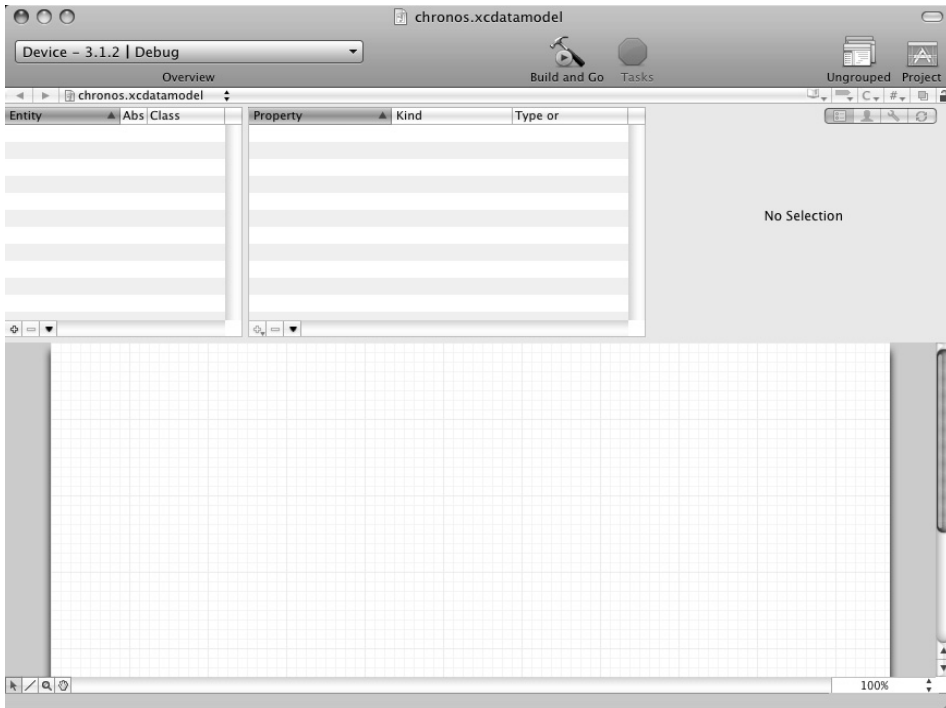 chronos.xcdatamodel
Device – 3.1.2 | Debug
Overview
Build and Go
Tasks
Ungrouped
Project
chronos.xcdatamodel
C
#
Entity
Abs
Class
Property
Kind
Type or
No Selection
100%